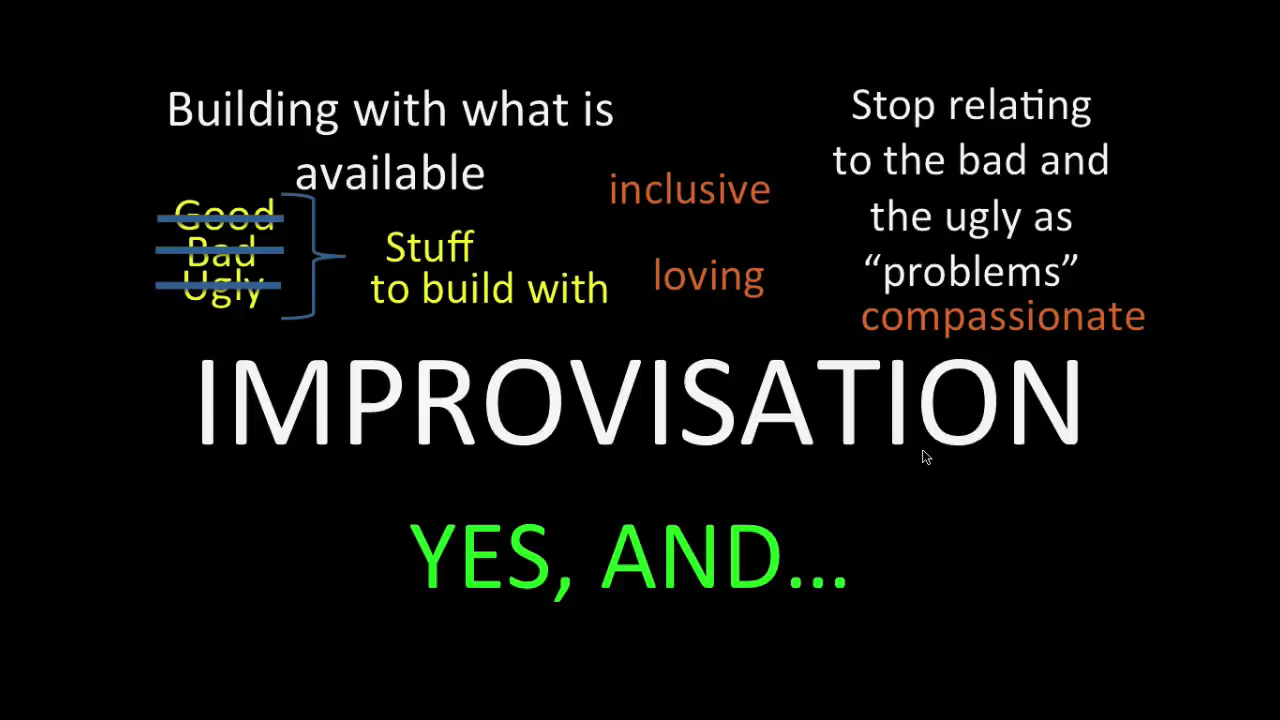 Building with what is
available
Good
Bad
Ugly
Stuff
to build with
inclusive
loving
Stop relating
to the bad and
the ugly as
“problems”
compassionate
IMPROVISATION
YES, AND...